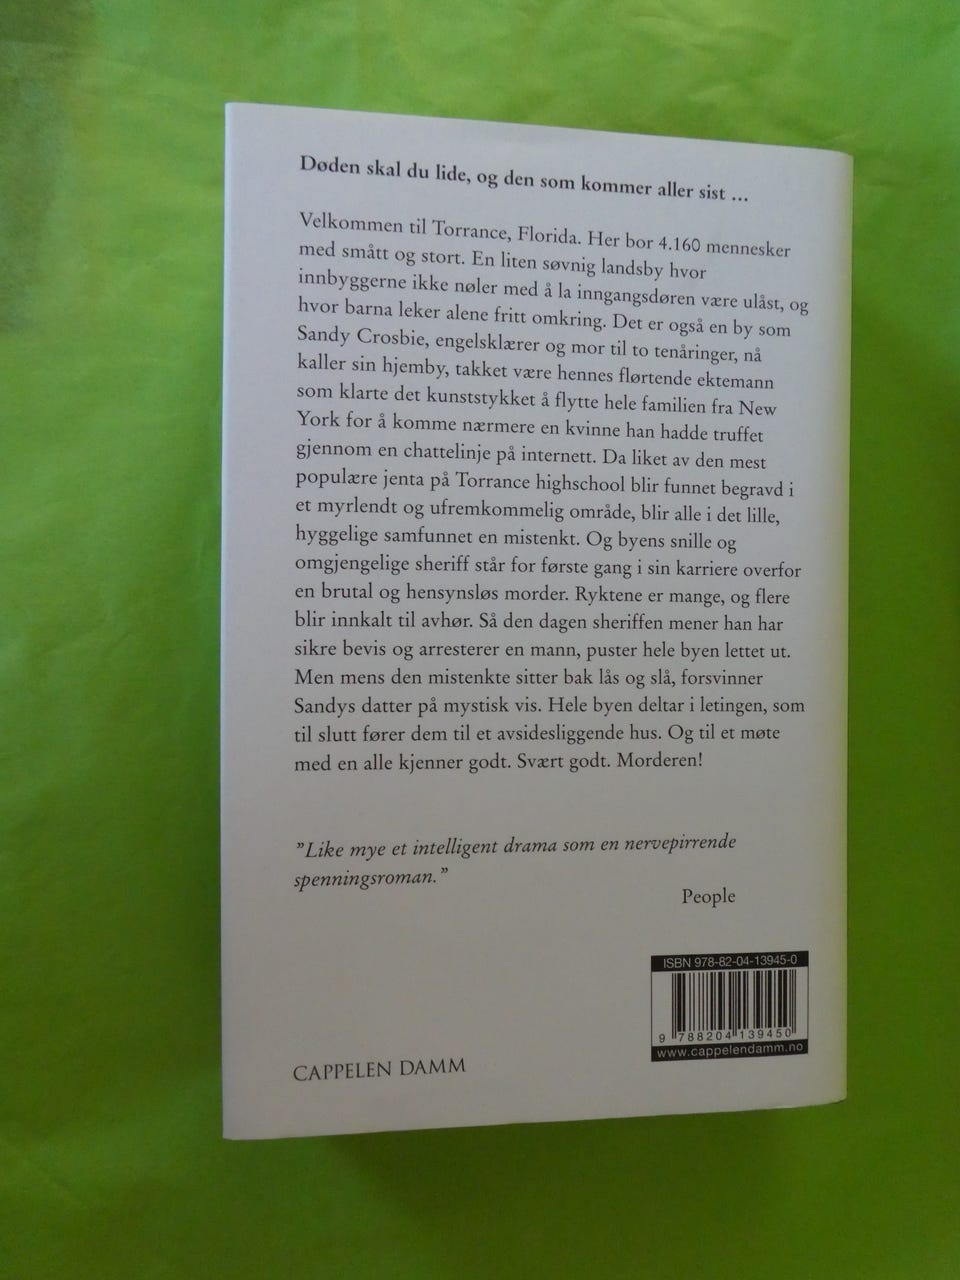 Døden skal du lide, og den som kommer aller sist ...
Velkommen til Torrance, Florida. Her bor 4.160 mennesker
med smått og stort. En liten søvnig landsby hvor
innbyggerne ikke nøler med å la inngangsdøren være ulåst, og
hvor barna leker alene fritt omkring. Det er også en by som
Sandy Crosbie, engelsklærer og mor til to tenåringer, nå
kaller sin hjemby, takket være hennes flørtende ektemann
som klarte det kunststykket å flytte hele familien fra New
York for å komme nærmere en kvinne han hadde truffet
gjennom en chattelinje på internett. Da liket av den mest
populære jenta på Torrance highschool blir funnet begravd i
et myrlendt og ufremkommelig område, blir alle i det lille,
hyggelige samfunnet en mistenkt. Og byens snille og
omgjengelige sheriff står for første gang i sin karriere overfor
en brutal og hensynsløs morder. Ryktene er mange, og flere
blir innkalt til avhør. Så den dagen sheriffen mener han har
sikre bevis og arresterer en mann, puster hele byen lettet ut.
Men mens den mistenkte sitter bak lås og slå, forsvinner
Sandys datter på mystisk vis. Hele byen deltar i letingen, som
til slutt fører dem til et avsidesliggende hus. Og til et møte
med en alle kjenner godt. Svært godt. Morderen!
”Like mye et intelligent drama som en nervepirrende
spenningsroman.”
People
ISBN 978-82-04-13945-0
9 788204 139450
www.cappelendamm.no
CAPPELEN DAMM